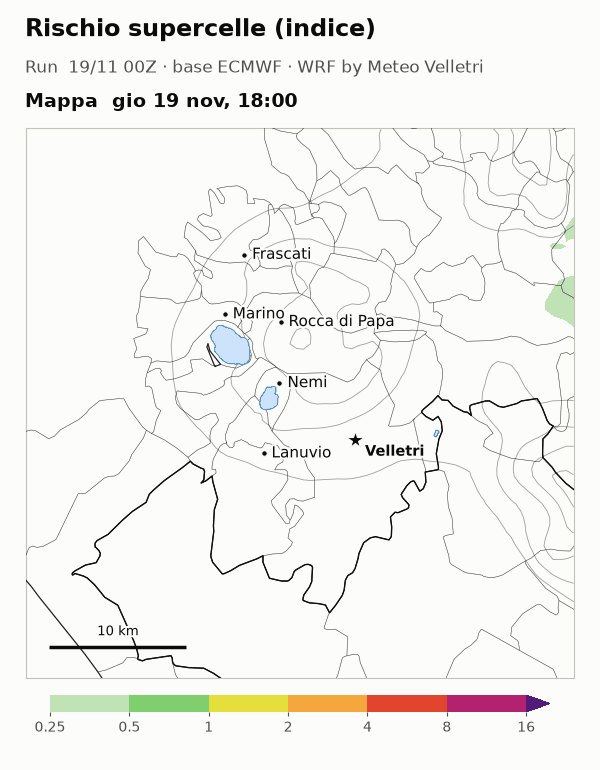 Rischio supercelle (indice)
Run  19/11 00Z · base ECMWF · WRF by Meteo Velletri
Mappa  gio 19 nov, 18:00
Frascati
Marino
Rocca di Papa
Nemi
Velletri
Lanuvio
10 km
0.25 0.5 1 2 4 8 16